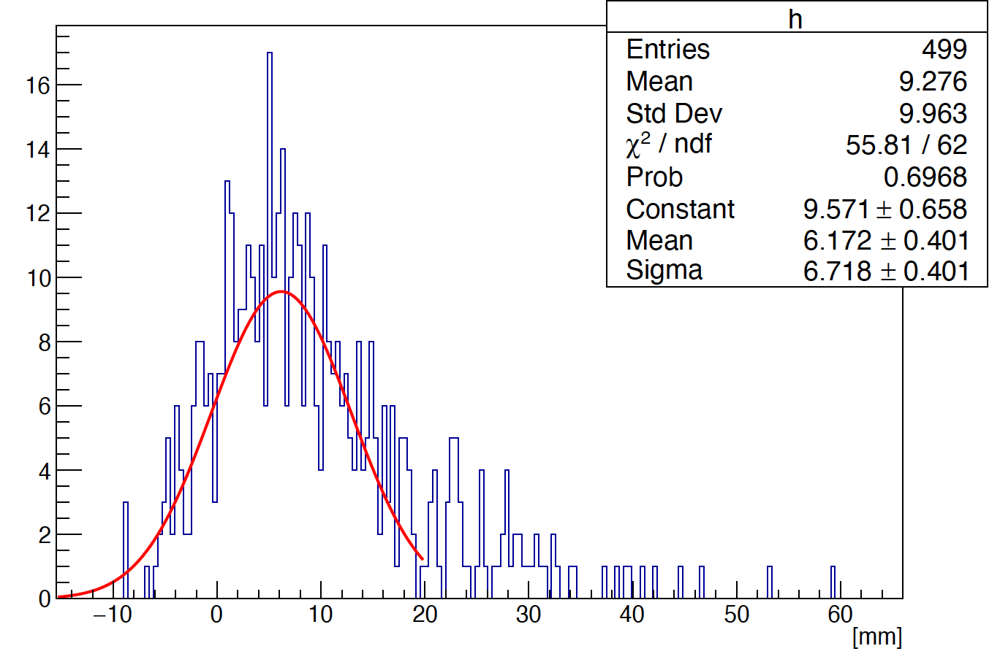 h
Entries 499
Mean 9.276
Std Dev 9.963
χ² / ndf 55.81 / 62
Prob 0.6968
Constant 9.571 ± 0.658
Mean 6.172 ± 0.401
Sigma 6.718 ± 0.401
16
14
12
10
8
6
4
2
0
−10 0 10 20 30 40 50 60
[mm]